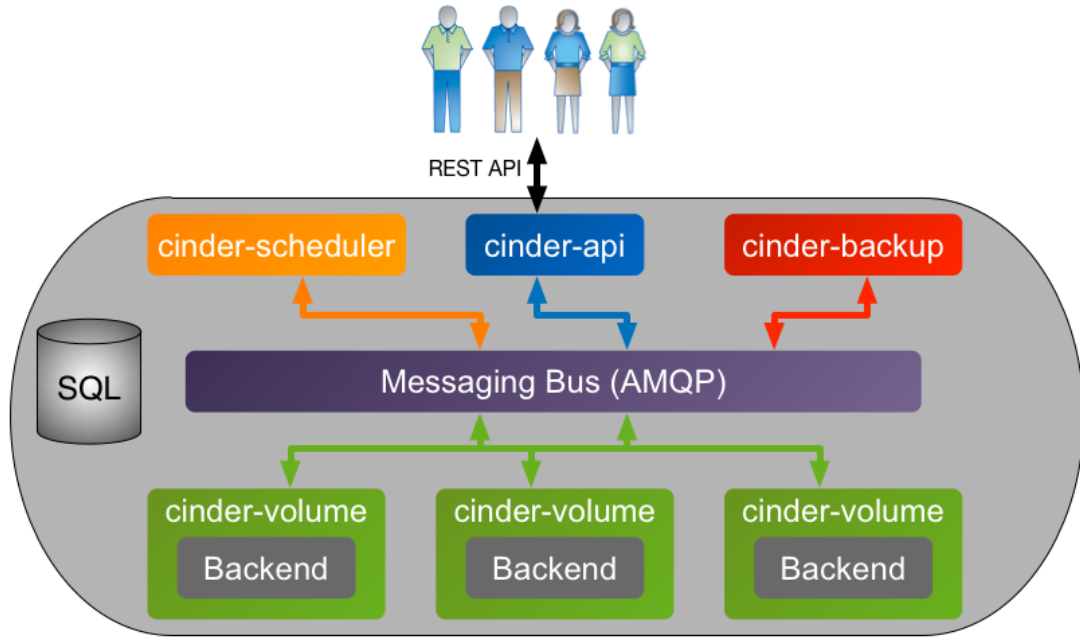 REST API
cinder-scheduler
cinder-api
cinder-backup
SQL
Messaging Bus (AMQP)
cinder-volume
cinder-volume
cinder-volume
Backend
Backend
Backend